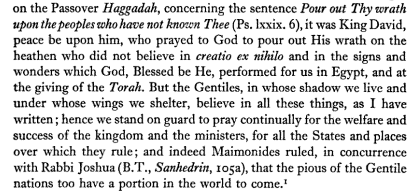 on the Passover Haggadah, concerning the sentence Pour out Thy wrath
upon the peoples who have not known Thee (Ps. lxxix. 6), it was King David,
peace be upon him, who prayed to God to pour out His wrath on the
heathen who did not believe in creatio ex nihilo and in the signs and
wonders which God, Blessed be He, performed for us in Egypt, and at
the giving of the Torah. But the Gentiles, in whose shadow we live and
under whose wings we shelter, believe in all these things, as I have
written; hence we stand on guard to pray continually for the welfare and
success of the kingdom and the ministers, for all the States and places
over which they rule; and indeed Maimonides ruled, in concurrence
with Rabbi Joshua (B.T., Sanhedrin, 105a), that the pious of the Gentile
nations too have a portion in the world to come.¹